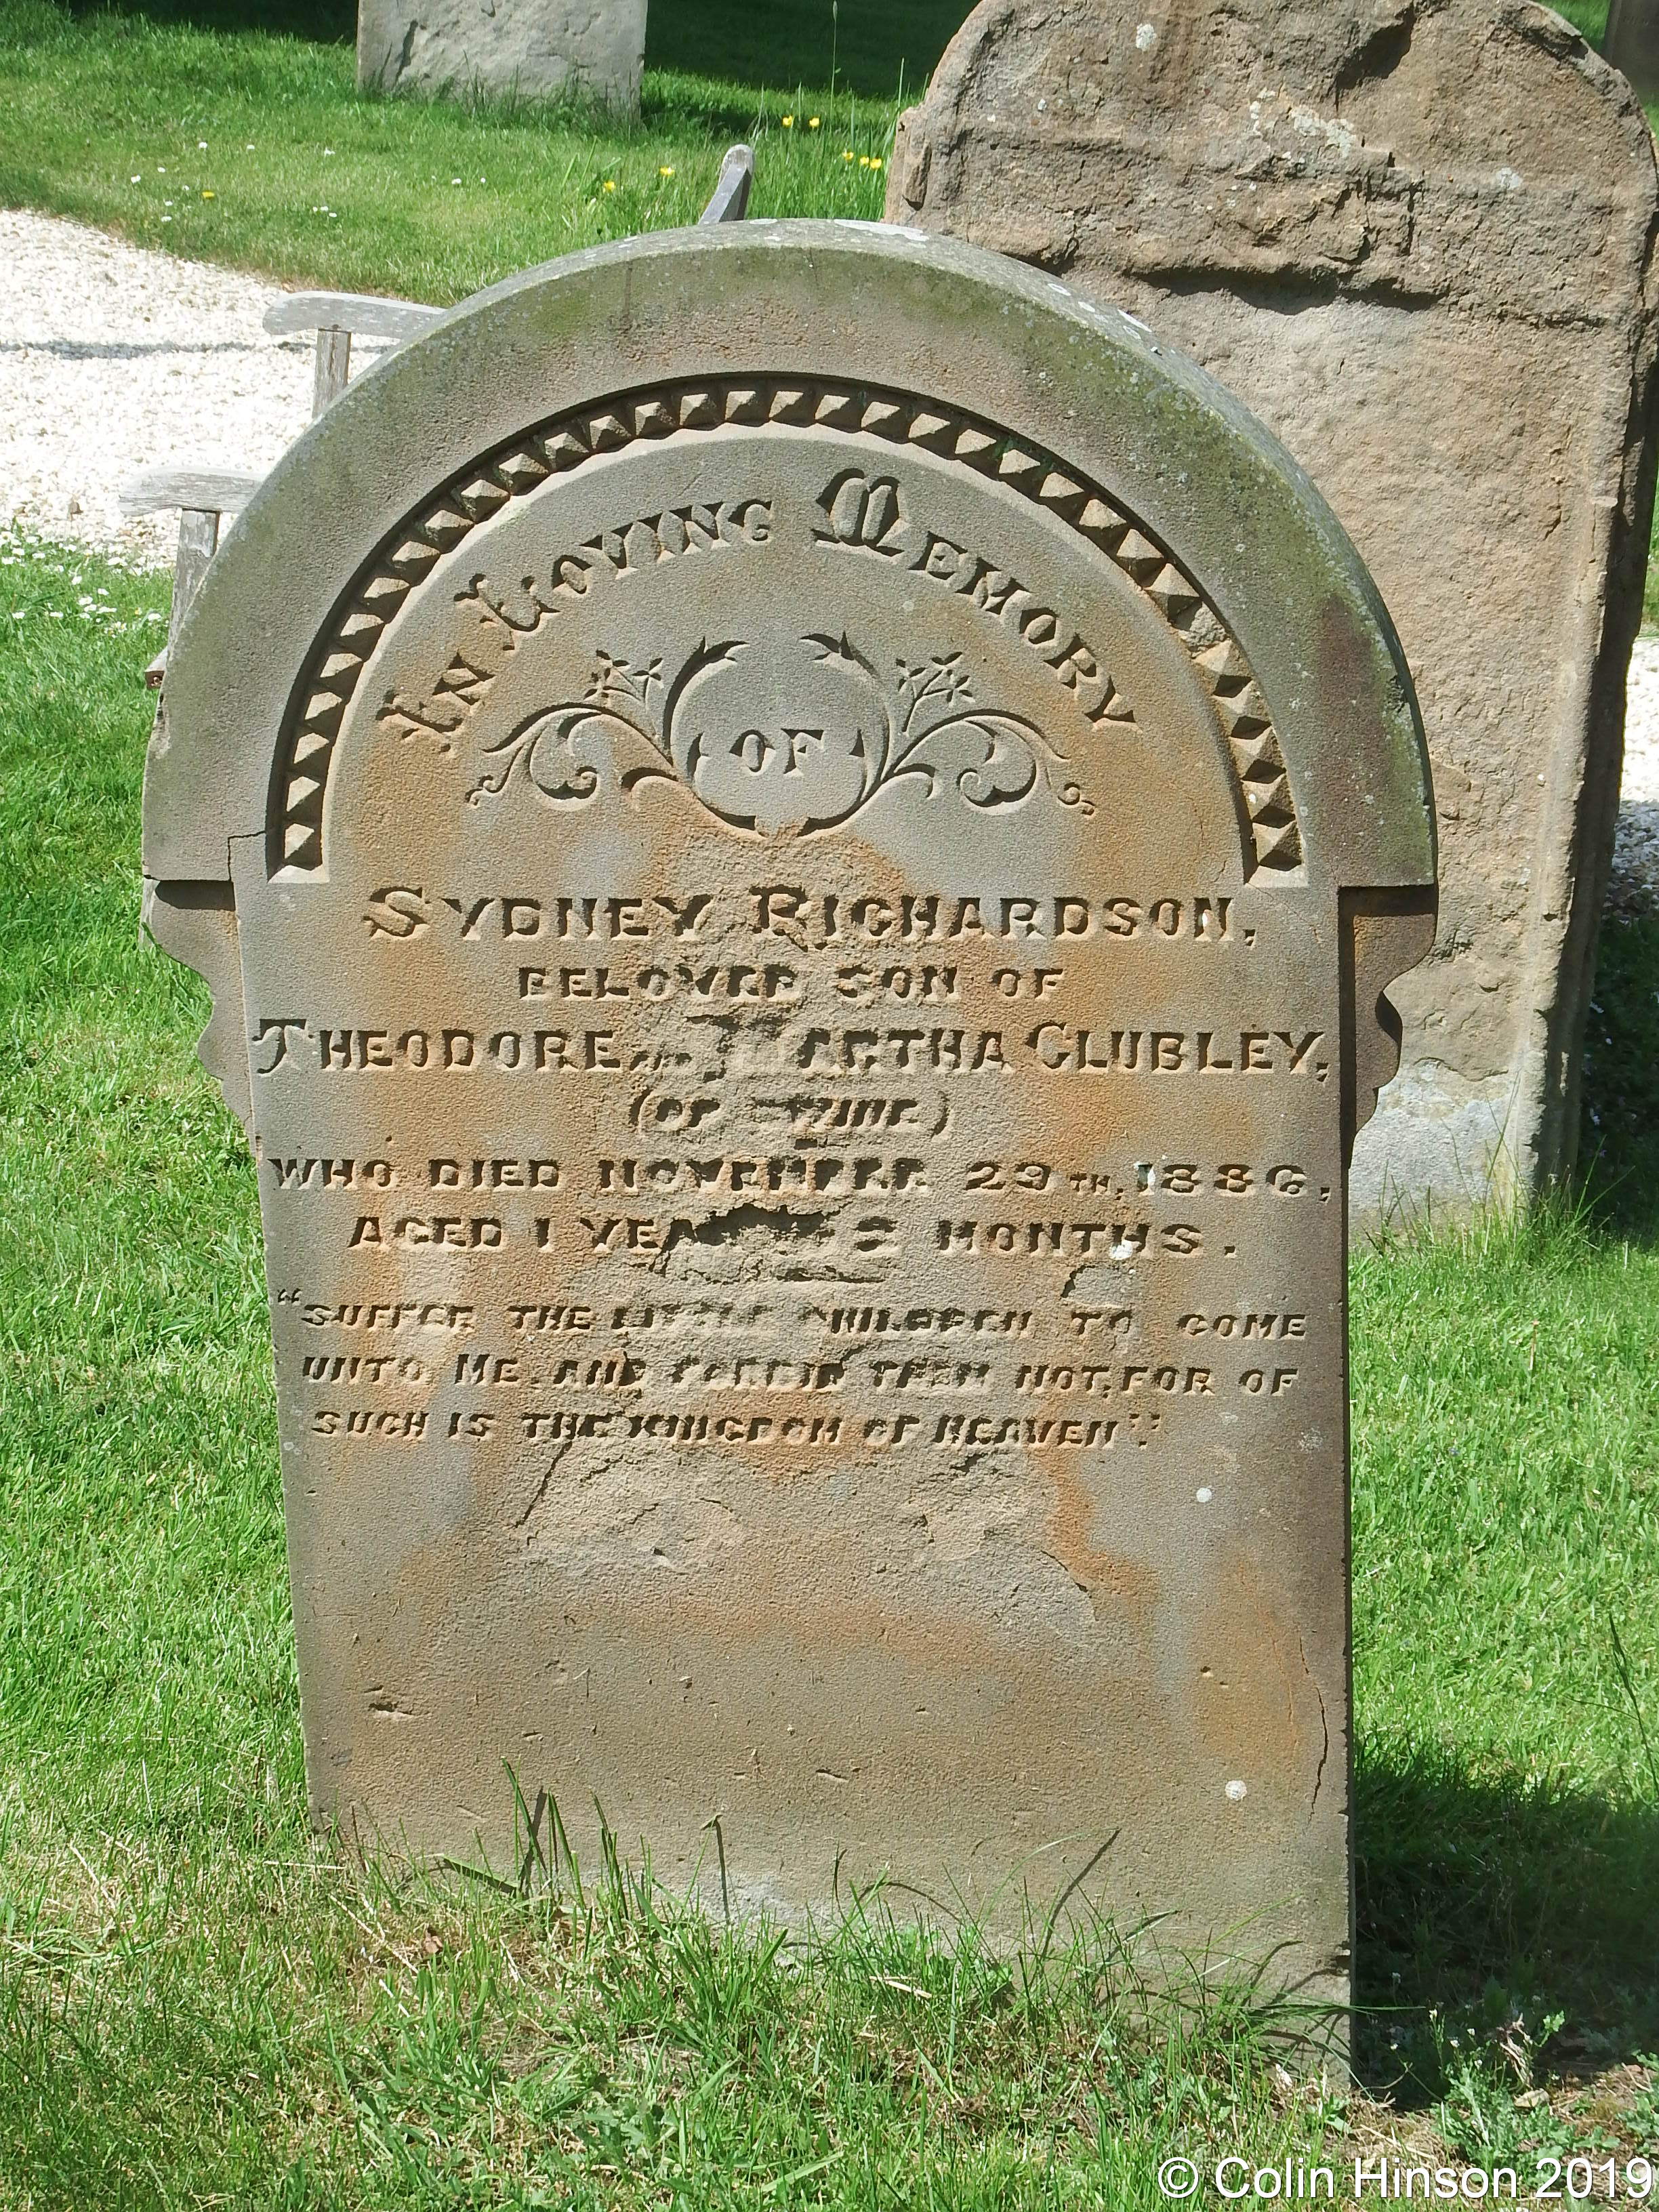 In Loving Memory
OF
SYDNEY RICHARDSON,
BELOVED SON OF
THEODORE MARTHA CLUBLEY,
(OF
WHO DIED NOVEMBER 29TH, 1886,
AGED 1 YEAR 2 MONTHS.
"SUFFER THE LITTLE CHILDREN TO COME
UNTO ME, AND FORBID THEM NOT, FOR OF
SUCH IS THE KINGDOM OF HEAVEN".
© Colin Hinson 2019